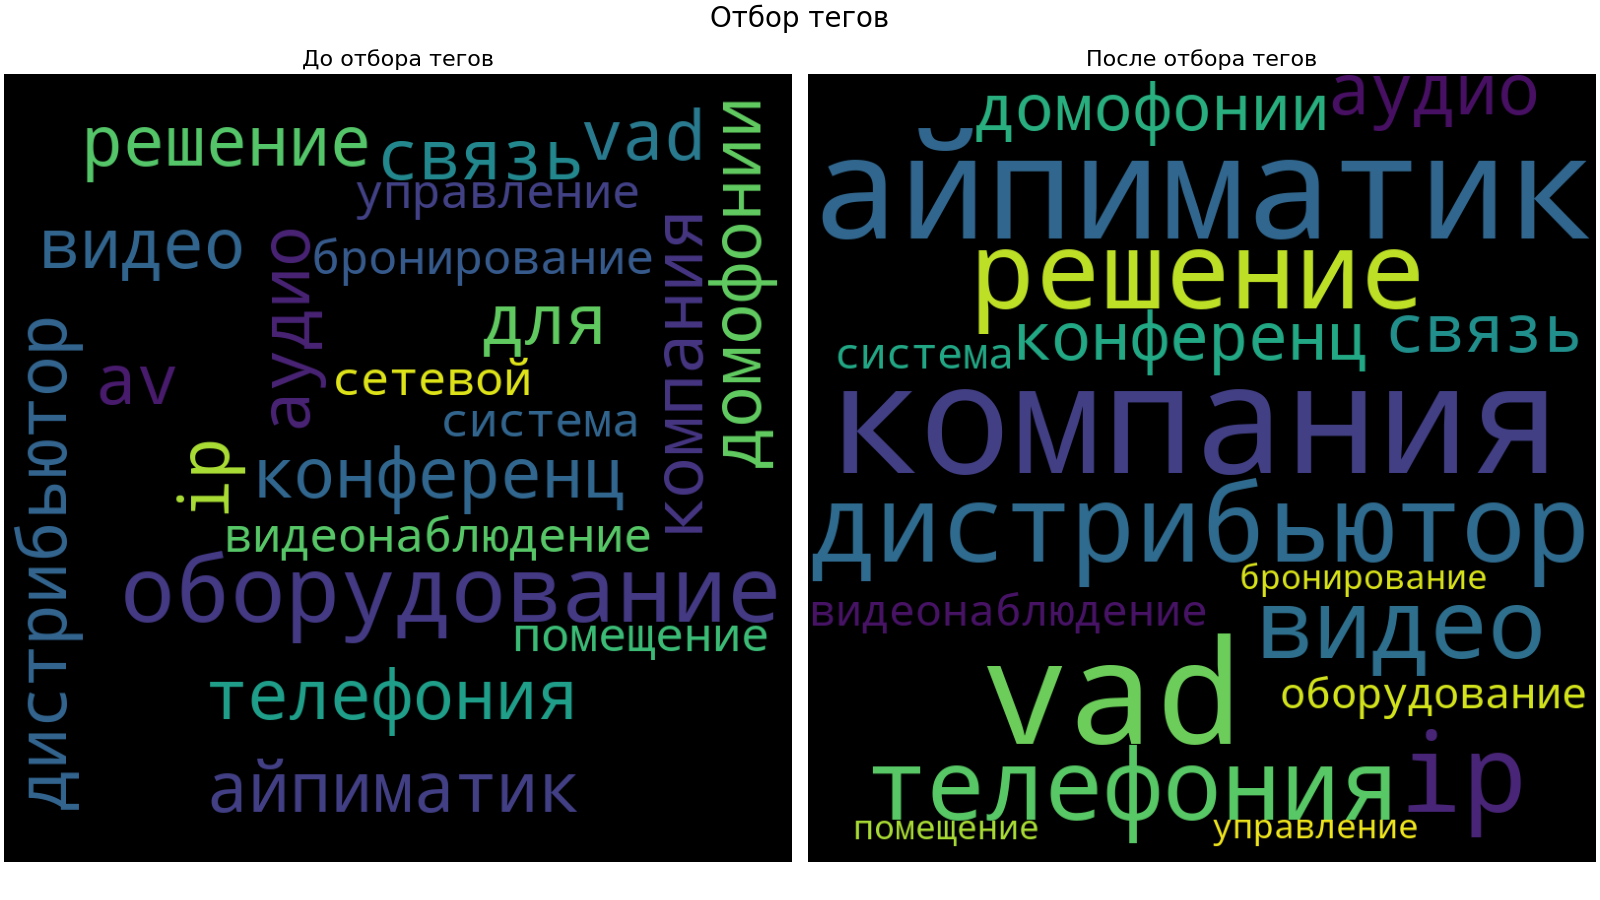 Отбор тегов
До отбора тегов
После отбора тегов
решение
связь
vad
управление
домофонии
видео
аудио
бронирование
компания
для
дистрибьютор
av
сетевой
система
ip
конференц
видеонаблюдение
оборудование
помещение
телефония
айпиматик
домофонии
аудио
айпиматик
решение
система
конференц
связь
компания
дистрибьютор
бронирование
видеонаблюдение
видео
vad
оборудование
телефония
ip
помещение
управление